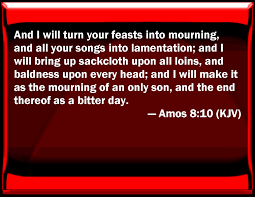 And I will turn your feasts into mourning,
and all your songs into lamentation; and I
will bring up sackcloth upon all loins, and
baldness upon every head; and I will make it
as the mourning of an only son, and the end
thereof as a bitter day.
— Amos 8:10 (KJV)